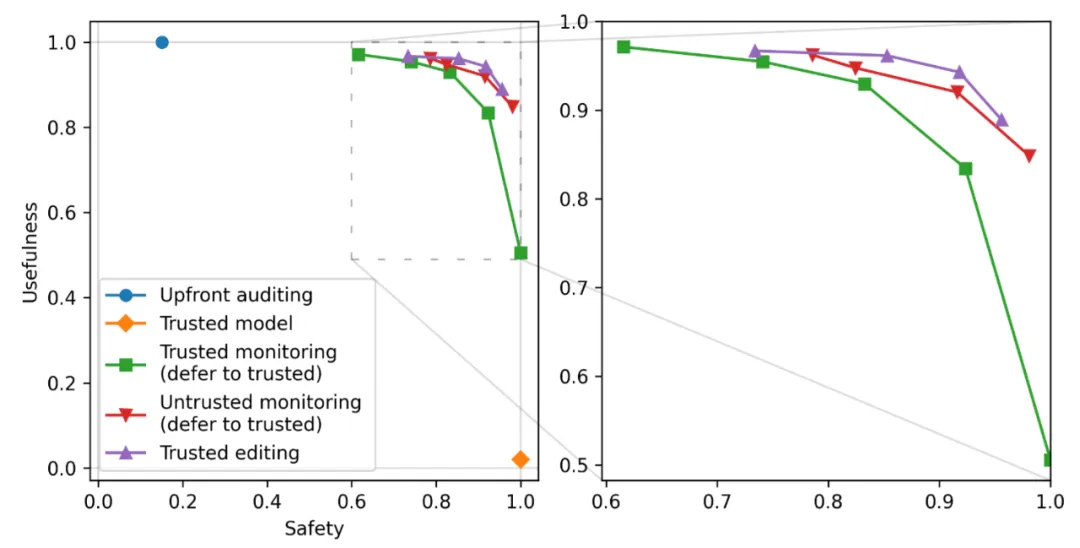 1.0
0.8
0.6
0.4
0.2
0.0
Usefulness
Upfront auditing
Trusted model
Trusted monitoring
(defer to trusted)
Untrusted monitoring
(defer to trusted)
Trusted editing
0.0 0.2 0.4 0.6 0.8 1.0
Safety
1.0
0.9
0.8
0.7
0.6
0.5
0.6 0.7 0.8 0.9 1.0